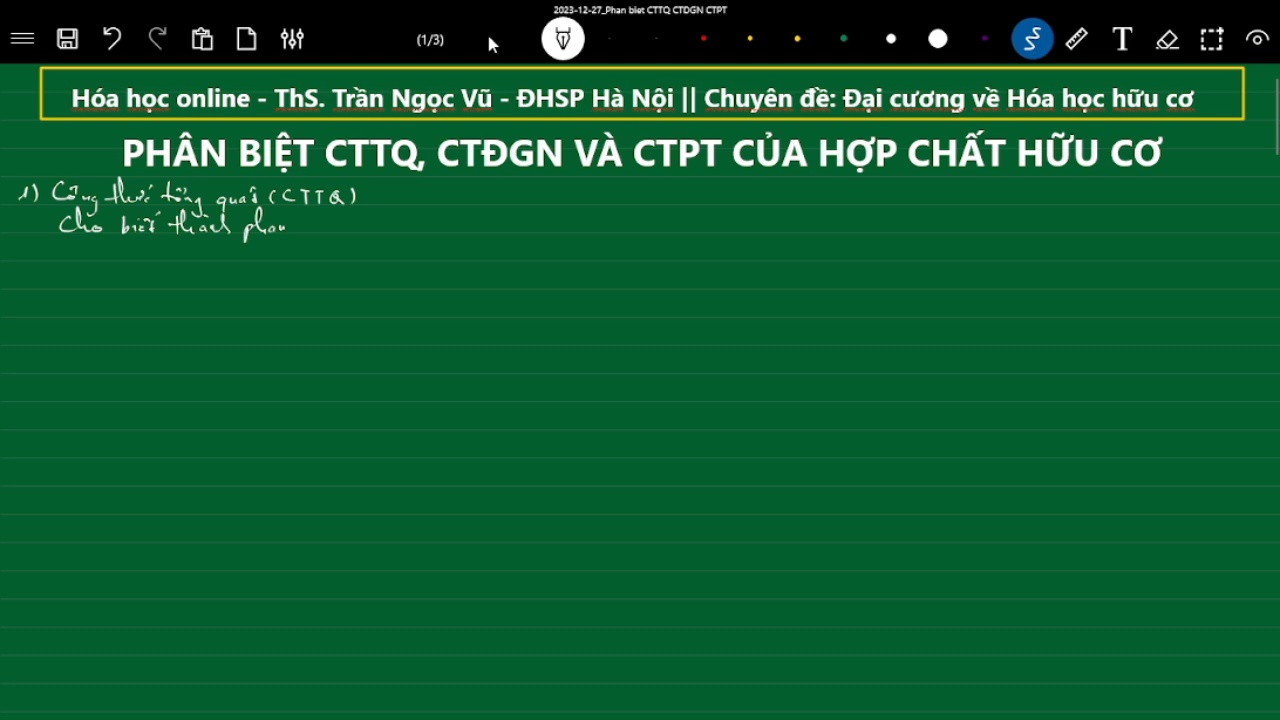 2023-12-27_Phan biet CTTQ CTDGN CTPT
(1/3)
T
Hóa học online - ThS. Trần Ngọc Vũ - ĐHSP Hà Nội || Chuyên đề: Đại cương về Hóa học hữu cơ
PHÂN BIỆT CTTQ, CTĐGN VÀ CTPT CỦA HỢP CHẤT HỮU CƠ
1) Công thức tổng quát (CTTQ)
Cho biết thành phan